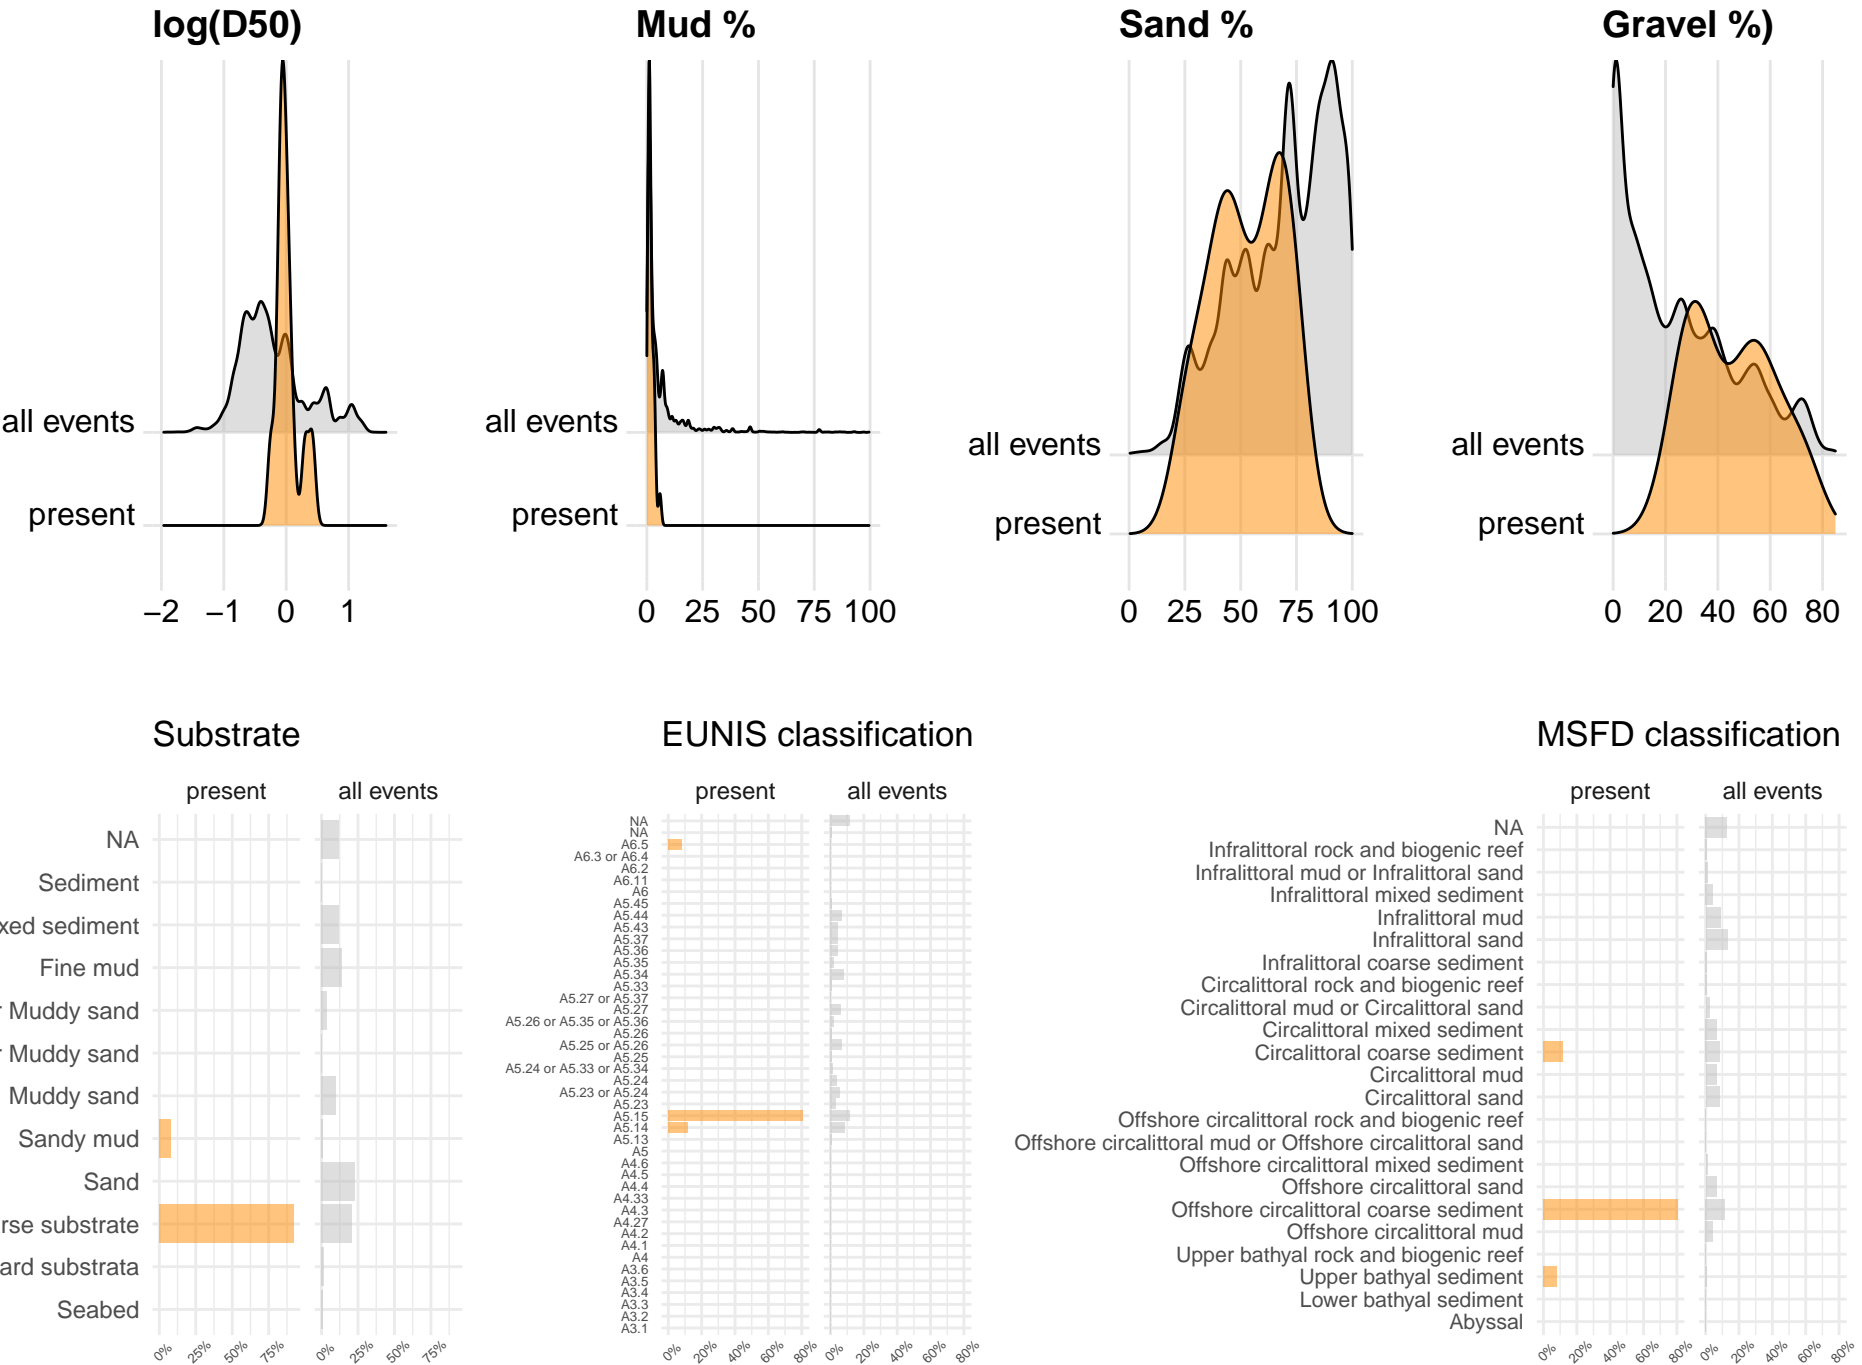 log(D50) Mud % Sand % Gravel %)
all events all events all events all events
present present present present
−2 −1 0 1 0 25 50 75 100 0 25 50 75 100 0 20 40 60 80
Substrate
present all events
NA
Sediment
xed sediment
Fine mud
r Muddy sand
r Muddy sand
Muddy sand
Sandy mud
Sand
rse substrate
ard substrata
Seabed
0% 25% 50% 75% 0% 25% 50% 75%
EUNIS classification
present all events
NA
NA
A6.5
A6.3 or A6.4
A6.2
A6.11
A6
A5.45
A5.44
A5.43
A5.37
A5.36
A5.35
A5.34
A5.33
A5.27 or A5.37
A5.27
A5.26 or A5.35 or A5.36
A5.26
A5.25 or A5.26
A5.25
A5.24 or A5.33 or A5.34
A5.24
A5.23 or A5.24
A5.23
A5.15
A5.14
A5.13
A5
A4.6
A4.5
A4.4
A4.33
A4.3
A4.27
A4.2
A4.1
A4
A3.6
A3.5
A3.4
A3.3
A3.2
A3.1
0% 20% 40% 60% 80% 0% 20% 40% 60% 80%
MSFD classification
present all events
NA
Infralittoral rock and biogenic reef
Infralittoral mud or Infralittoral sand
Infralittoral mixed sediment
Infralittoral mud
Infralittoral sand
Infralittoral coarse sediment
Circalittoral rock and biogenic reef
Circalittoral mud or Circalittoral sand
Circalittoral mixed sediment
Circalittoral coarse sediment
Circalittoral mud
Circalittoral sand
Offshore circalittoral rock and biogenic reef
Offshore circalittoral mud or Offshore circalittoral sand
Offshore circalittoral mixed sediment
Offshore circalittoral sand
Offshore circalittoral coarse sediment
Offshore circalittoral mud
Upper bathyal rock and biogenic reef
Upper bathyal sediment
Lower bathyal sediment
Abyssal
0% 20% 40% 60% 80% 0% 20% 40% 60% 80%